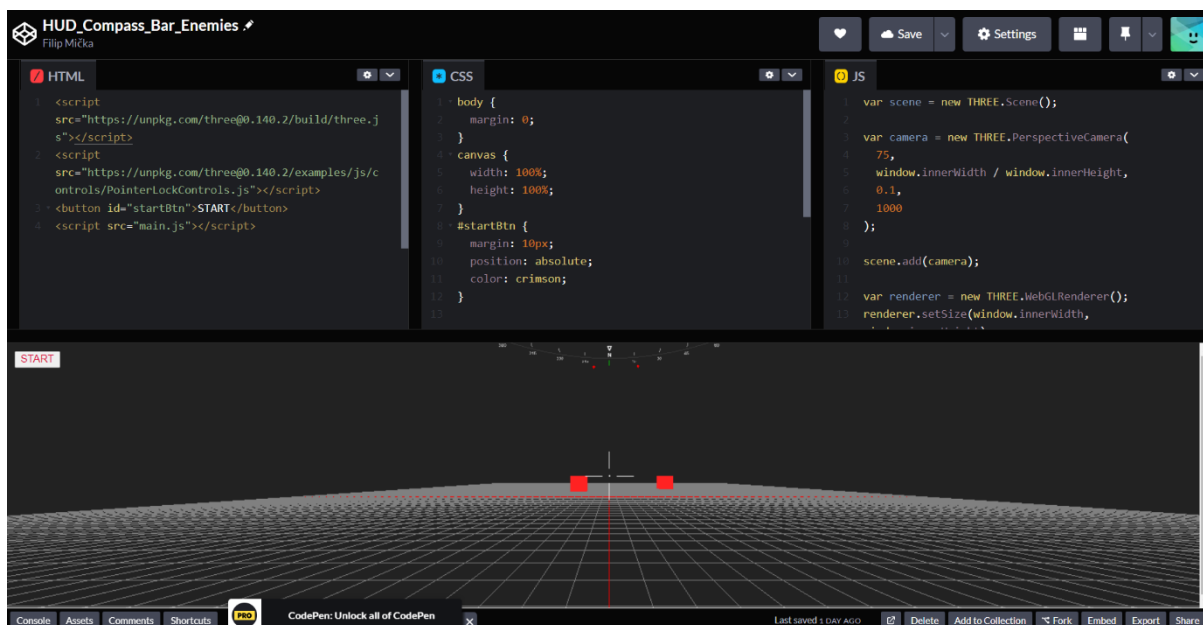 HUD_Compass_Bar_Enemies
Filip Mička
Save
Settings
HTML
1 <script
src="https://unpkg.com/three@0.140.2/build/three.j
s"></script>
2 <script
src="https://unpkg.com/three@0.140.2/examples/js/c
ontrols/PointerLockControls.js"></script>
3 <button id="startBtn">START</button>
4 <script src="main.js"></script>
CSS
1 body {
2 margin: 0;
3 }
4 canvas {
5 width: 100%;
6 height: 100%;
7 }
8 #startBtn {
9 margin: 10px;
10 position: absolute;
11 color: crimson;
12 }
13
JS
1 var scene = new THREE.Scene();
2
3 var camera = new THREE.PerspectiveCamera(
4 75,
5 window.innerWidth / window.innerHeight,
6 0.1,
7 1000
8 );
9
10 scene.add(camera);
11
12 var renderer = new THREE.WebGLRenderer();
13 renderer.setSize(window.innerWidth,
START
N
Console Assets Comments Shortcuts
PRO
CodePen: Unlock all of CodePen
x
Last saved 1 DAY AGO
Delete Add to Collection Fork Embed Export Share